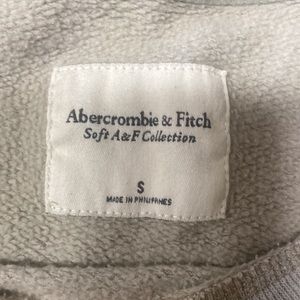 Abercrombie & Fitch
Soft A&F Collection
S
MADE IN PHILIPPINES